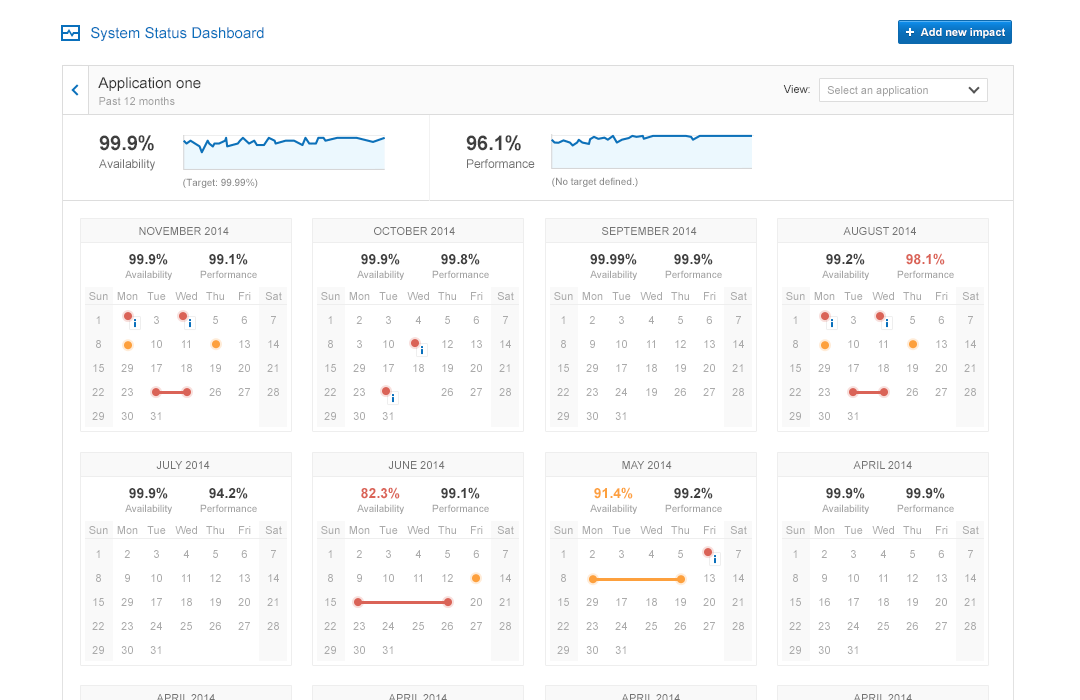 System Status Dashboard
+ Add new impact
Application one
Past 12 months
View: Select an application
99.9%
Availability
(Target: 99.99%)
96.1%
Performance
(No target defined.)
NOVEMBER 2014
99.9% 99.1%
Availability Performance
Sun Mon Tue Wed Thu Fri Sat
1 i 3 i 5 6 7
8 10 11 13 14
15 29 17 18 19 20 21
22 23 26 27 28
29 30 31
OCTOBER 2014
99.9% 99.8%
Availability Performance
Sun Mon Tue Wed Thu Fri Sat
1 2 3 4 5 6 7
8 3 10 i 12 13 14
15 29 17 18 19 20 21
22 23 i 26 27 28
29 30 31
SEPTEMBER 2014
99.99% 99.9%
Availability Performance
Sun Mon Tue Wed Thu Fri Sat
1 2 3 4 5 6 7
8 9 10 11 12 13 14
15 29 17 18 19 20 21
22 23 24 19 26 27 28
29 30 31
AUGUST 2014
99.2% 98.1%
Availability Performance
Sun Mon Tue Wed Thu Fri Sat
1 i 3 i 5 6 7
8 10 11 13 14
15 29 17 18 19 20 21
22 23 26 27 28
29 30 31
JULY 2014
99.9% 94.2%
Availability Performance
Sun Mon Tue Wed Thu Fri Sat
1 2 3 4 5 6 7
8 9 10 11 12 13 14
15 29 17 18 19 20 21
22 23 24 25 26 27 28
29 30 31
JUNE 2014
82.3% 99.1%
Availability Performance
Sun Mon Tue Wed Thu Fri Sat
1 2 3 4 5 6 7
8 9 10 11 12 14
15 20 21
22 23 24 25 26 27 28
29 30 31
MAY 2014
91.4% 99.2%
Availability Performance
Sun Mon Tue Wed Thu Fri Sat
1 2 3 4 5 i 7
8 13 14
15 29 17 18 19 20 21
22 23 24 25 26 27 28
29 30 31
APRIL 2014
99.9% 99.9%
Availability Performance
Sun Mon Tue Wed Thu Fri Sat
1 2 3 4 5 6 7
8 9 10 11 12 13 14
15 16 17 18 19 20 21
22 23 24 25 26 27 28
29 30 31
APRIL 2014
APRIL 2014
APRIL 2014
APRIL 2014